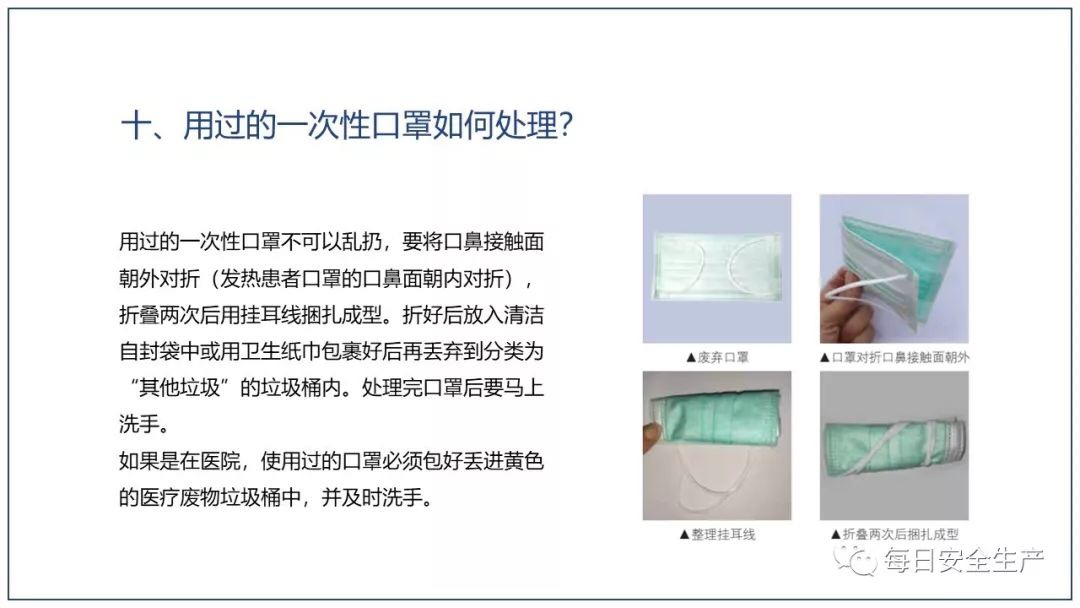 十、用过的一次性口罩如何处理?
用过的一次性口罩不可以乱扔，要将口鼻接触面
朝外对折（发热患者口罩的口鼻面朝内对折），
折叠两次后用挂耳线捆扎成型。折好后放入清洁
自封袋中或用卫生纸巾包裹好后再丢弃到分类为
“其他垃圾”的垃圾桶内。处理完口罩后要马上
洗手。
如果是在医院，使用过的口罩必须包好丢进黄色
的医疗废物垃圾桶中，并及时洗手。
▲废弃口罩
▲口罩对折口鼻接触面朝外
▲整理挂耳线
▲折叠两次后捆扎成型
每日安全生产